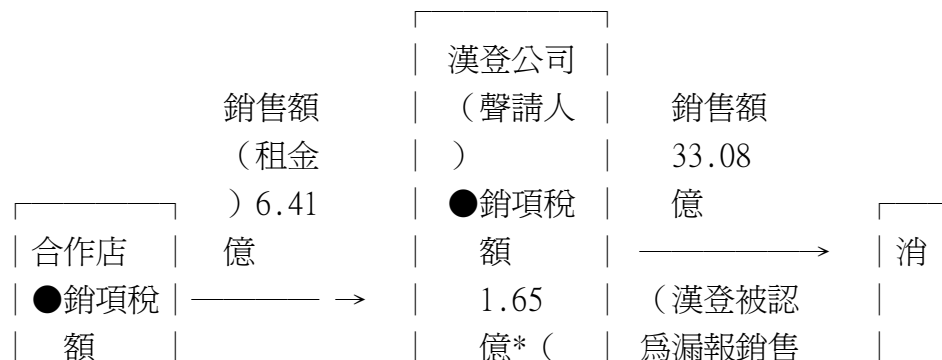 漢登公司
銷售額 （聲請人 銷售額
（租金 ） 33.08
）6.41 ●銷項稅 億
合作店 億 額 消
●銷項稅 → 1.65 （漢登被認
額 億*（ 爲漏報銷售